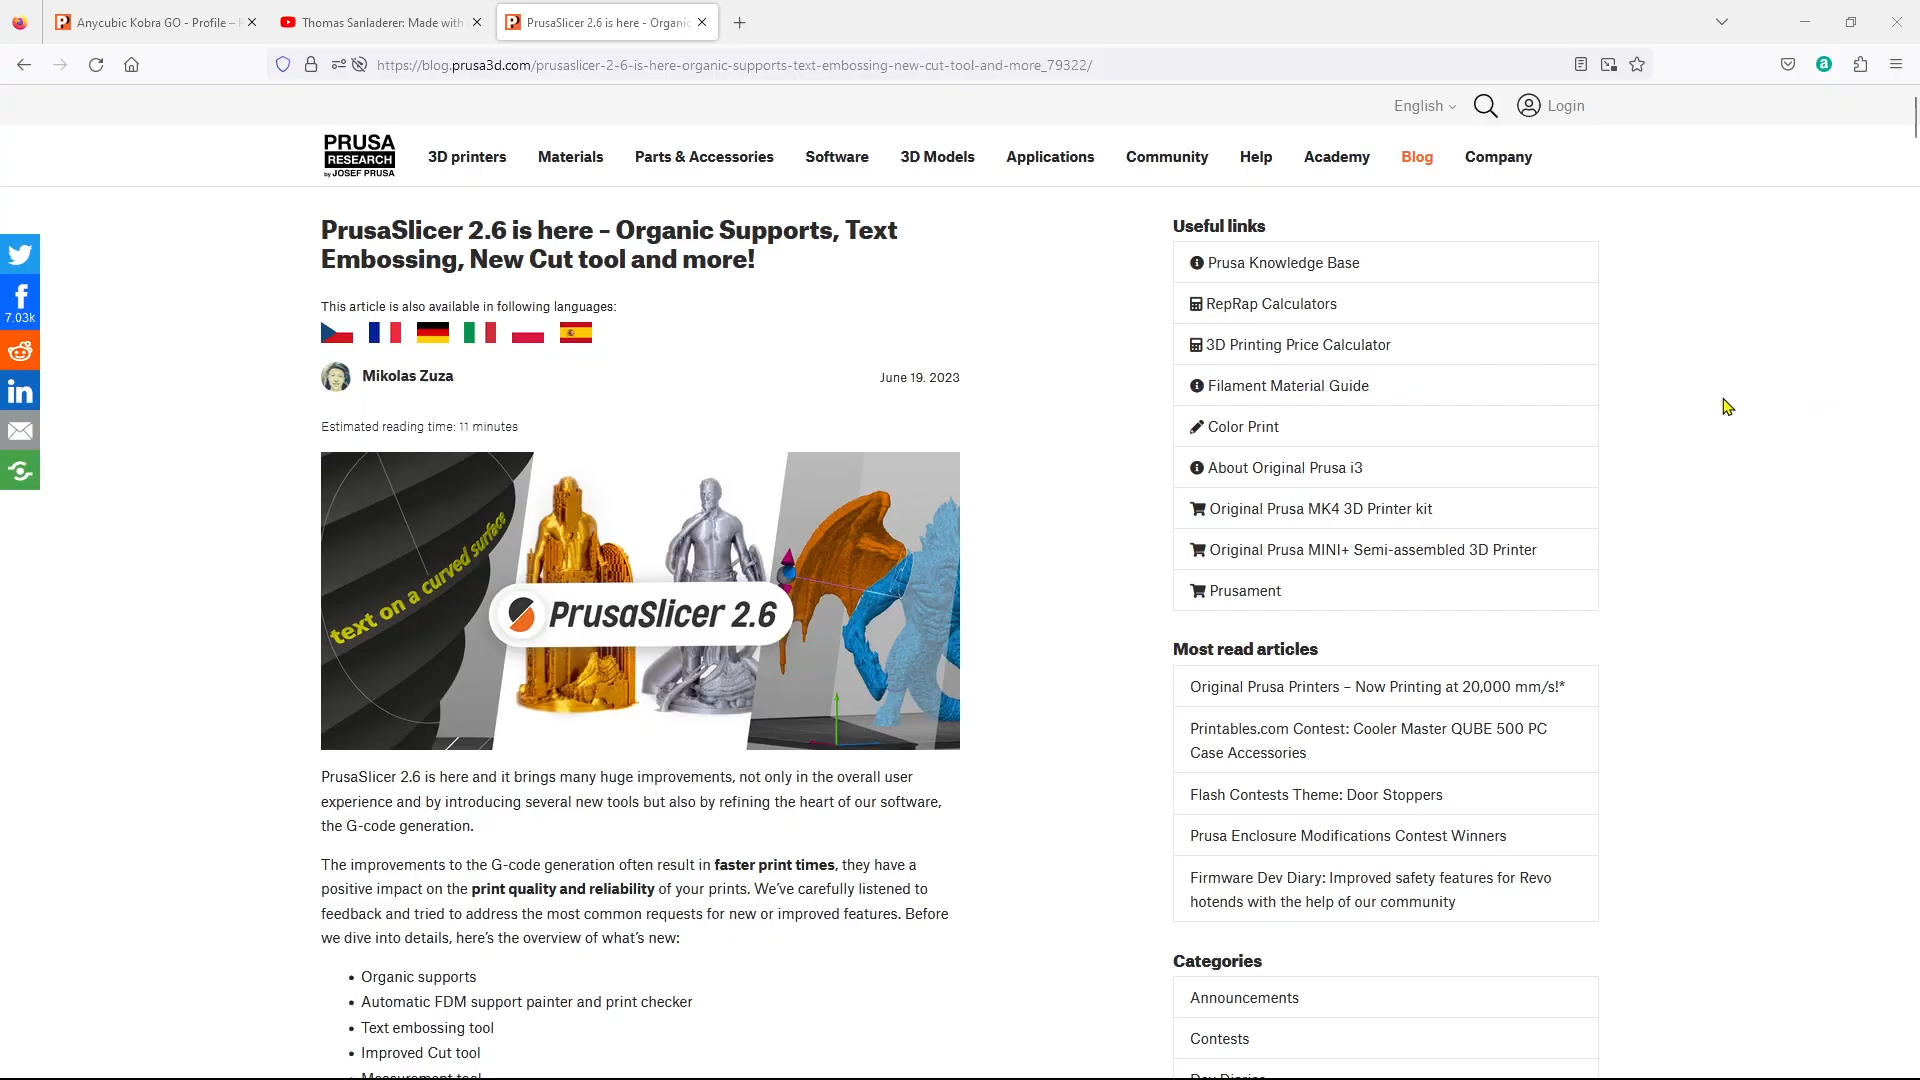 Anycubic Kobra GO - Profile –
Thomas Sanladerer: Made with
PrusaSlicer 2.6 is here - Organic
https://blog.prusa3d.com/prusaslicer-2-6-is-here-organic-supports-text-embossing-new-cut-tool-and-more_79322/
a
English
Login
PRUSA
RESEARCH
by JOSEF PRUSA
3D printers
Materials
Parts & Accessories
Software
3D Models
Applications
Community
Help
Academy
Blog
Company
7.03k
PrusaSlicer 2.6 is here – Organic Supports, Text
Embossing, New Cut tool and more!
This article is also available in following languages:
Mikolas Zuza
June 19. 2023
Estimated reading time: 11 minutes
text on a curved surface
PrusaSlicer 2.6
PrusaSlicer 2.6 is here and it brings many huge improvements, not only in the overall user
experience and by introducing several new tools but also by refining the heart of our software,
the G-code generation.
The improvements to the G-code generation often result in faster print times, they have a
positive impact on the print quality and reliability of your prints. We've carefully listened to
feedback and tried to address the most common requests for new or improved features. Before
we dive into details, here's the overview of what's new:
• Organic supports
• Automatic FDM support painter and print checker
• Text embossing tool
• Improved Cut tool
• Measurement tool
Useful links
Prusa Knowledge Base
RepRap Calculators
3D Printing Price Calculator
Filament Material Guide
Color Print
About Original Prusa i3
Original Prusa MK4 3D Printer kit
Original Prusa MINI+ Semi-assembled 3D Printer
Prusament
Most read articles
Original Prusa Printers – Now Printing at 20,000 mm/s!*
Printables.com Contest: Cooler Master QUBE 500 PC
Case Accessories
Flash Contests Theme: Door Stoppers
Prusa Enclosure Modifications Contest Winners
Firmware Dev Diary: Improved safety features for Revo
hotends with the help of our community
Categories
Announcements
Contests
Dev Diaries